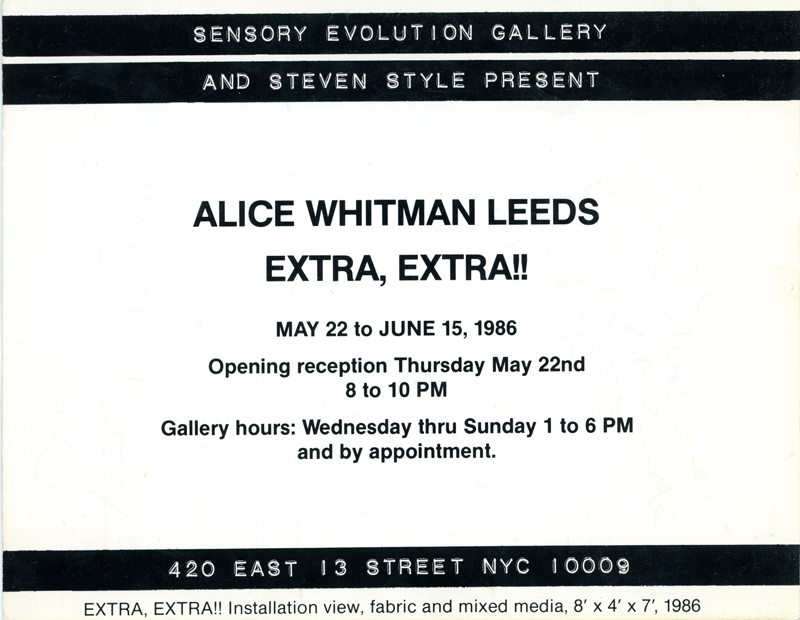 SENSORY EVOLUTION GALLERY
AND STEVEN STYLE PRESENT
ALICE WHITMAN LEEDS
EXTRA, EXTRA!!
MAY 22 to JUNE 15, 1986
Opening reception Thursday May 22nd
8 to 10 PM
Gallery hours: Wednesday thru Sunday 1 to 6 PM
and by appointment.
420 EAST 13 STREET NYC 10009
EXTRA, EXTRA!! Installation view, fabric and mixed media, 8' x 4' x 7', 1986